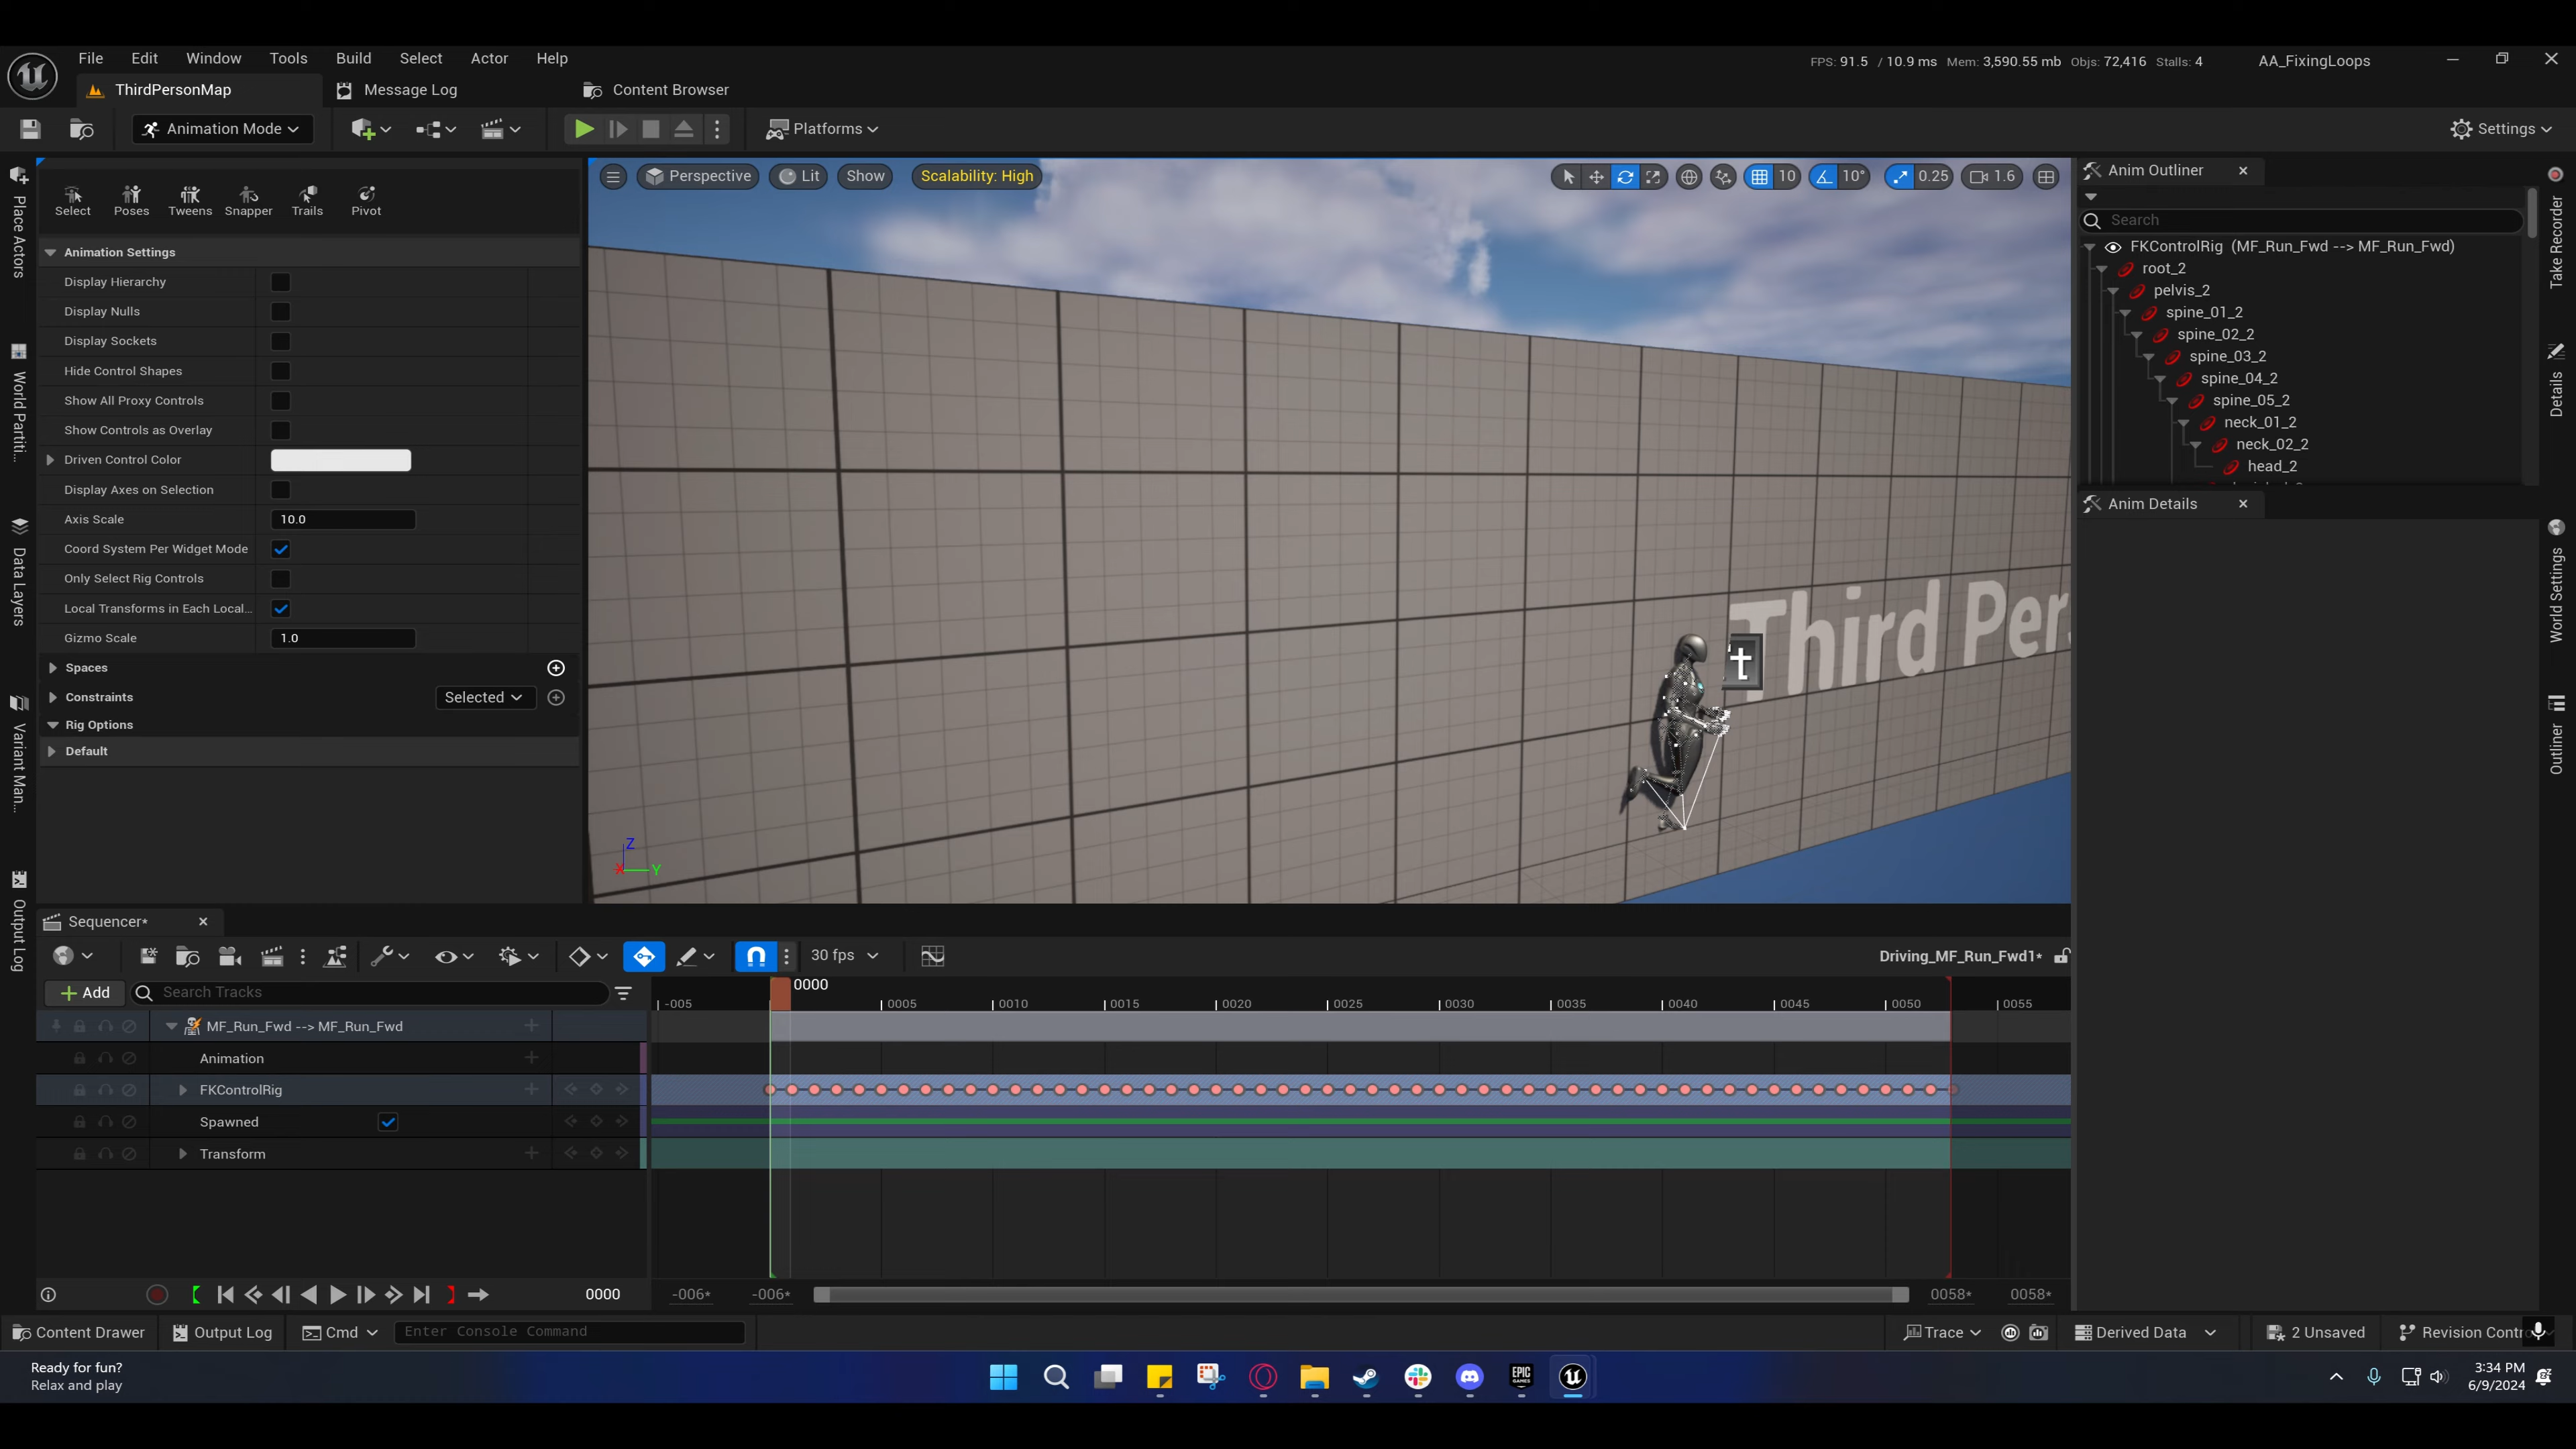 File Edit Window Tools Build Select Actor Help
FPS: 91.5 / 10.9 ms Mem: 3,590.55 mb Objs: 72,416 Stalls: 4
AA_FixingLoops
ThirdPersonMap
Message Log
Content Browser
Animation Mode
Platforms
Settings
Place Actors
World Partiti...
Data Layers
Variant Man...
Output Log
Select Poses Tweens Snapper Trails Pivot
Animation Settings
Display Hierarchy
Display Nulls
Display Sockets
Hide Control Shapes
Show All Proxy Controls
Show Controls as Overlay
Driven Control Color
Display Axes on Selection
Axis Scale 10.0
Coord System Per Widget Mode
Only Select Rig Controls
Local Transforms in Each Local...
Gizmo Scale 1.0
Spaces
Constraints Selected
Rig Options
Default
Perspective Lit Show Scalability: High
10 10° 0.25 1.6
Third Per
t
Z
X Y
Anim Outliner
Search
FKControlRig (MF_Run_Fwd --> MF_Run_Fwd)
root_2
pelvis_2
spine_01_2
spine_02_2
spine_03_2
spine_04_2
spine_05_2
neck_01_2
neck_02_2
head_2
Anim Details
Take Recorder
Details
World Settings
Outliner
Sequencer*
30 fps
Driving_MF_Run_Fwd1*
Add
Search Tracks
0000
-005 0005 0010 0015 0020 0025 0030 0035 0040 0045 0050 0055
MF_Run_Fwd --> MF_Run_Fwd
Animation
FKControlRig
Spawned
Transform
0000
-006* -006* 0058* 0058*
Content Drawer Output Log Cmd Enter Console Command
Trace Derived Data 2 Unsaved Revision Contro
Ready for fun?
Relax and play
EPIC GAMES
3:34 PM
6/9/2024